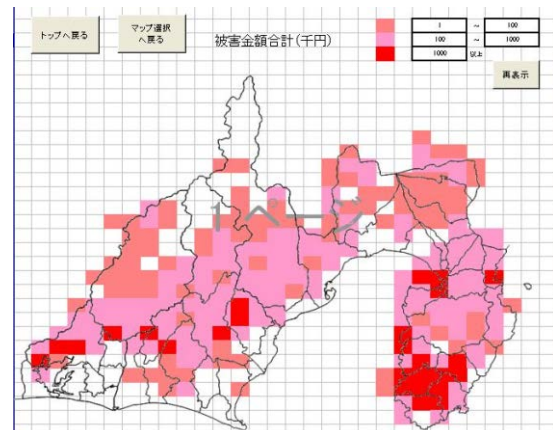 トップへ戻る
マップ選択
へ戻る
被害金額合計(千円)
1 ～ 100
100 ～ 1000
1000 以上
再表示
1 ページ